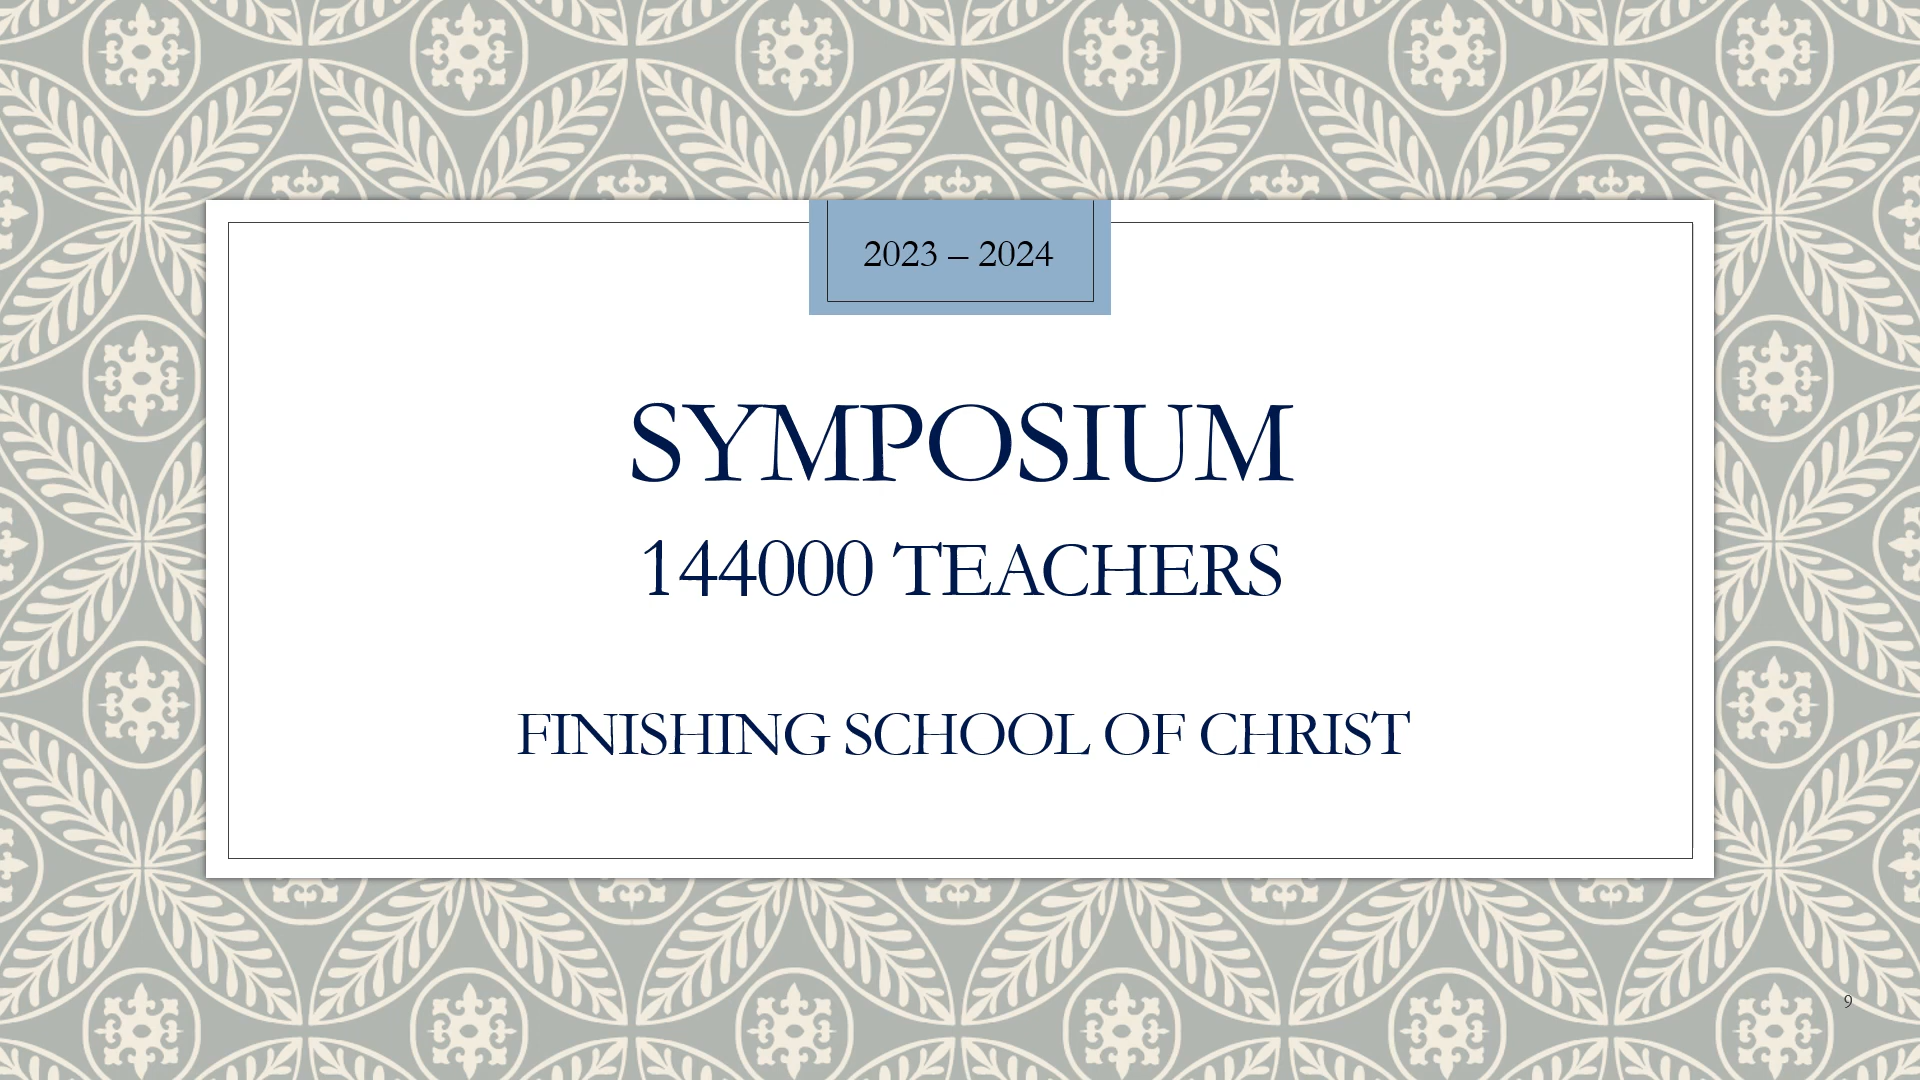 2023 – 2024
SYMPOSIUM
144000 TEACHERS
FINISHING SCHOOL OF CHRIST
9